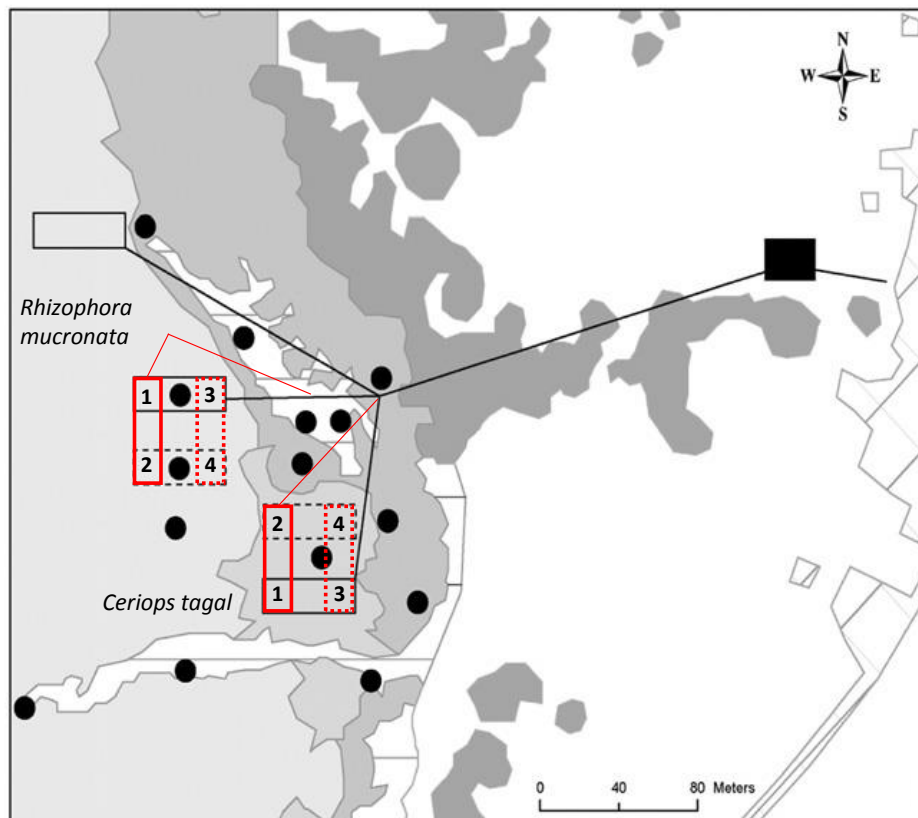 N
W E
S
Rhizophora
mucronata
1 3
2 4
2 4
1 3
Ceriops tagal
0 40 80 Meters